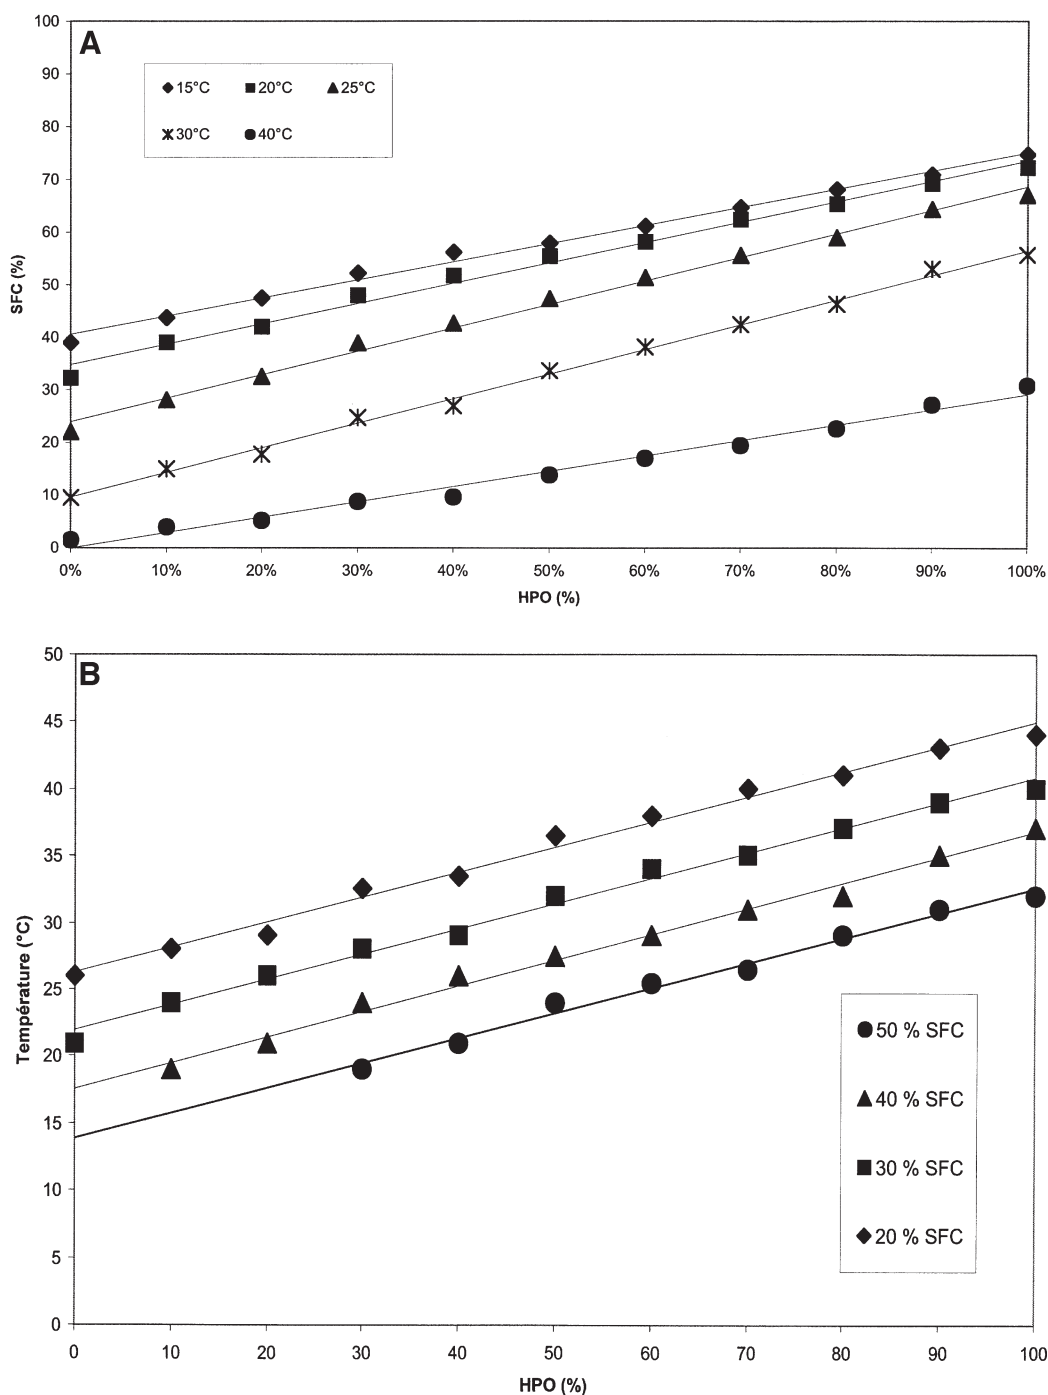 A
100
90
80
70
60
50
40
30
20
10
0
SFC (%)
15°C 20°C 25°C
30°C 40°C
0% 10% 20% 30% 40% 50% 60% 70% 80% 90% 100%
HPO (%)
B
50
45
40
35
30
25
20
15
10
5
0
Température (°C)
50 % SFC
40 % SFC
30 % SFC
20 % SFC
0 10 20 30 40 50 60 70 80 90 100
HPO (%)